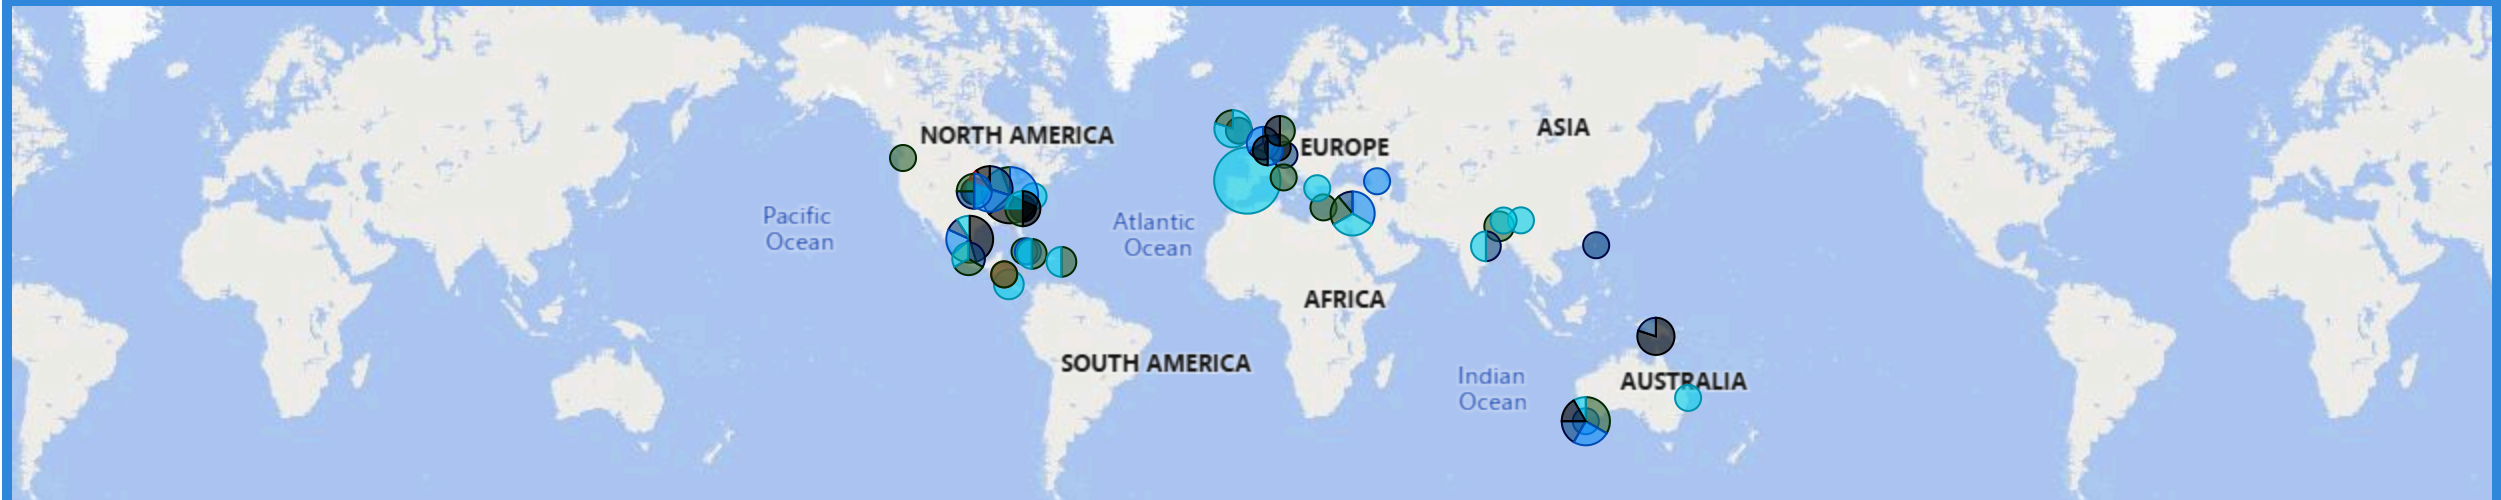 NORTH AMERICA
ASIA
EUROPE
Pacific
Ocean
Atlantic
Ocean
AFRICA
SOUTH AMERICA
Indian
Ocean
AUSTRALIA